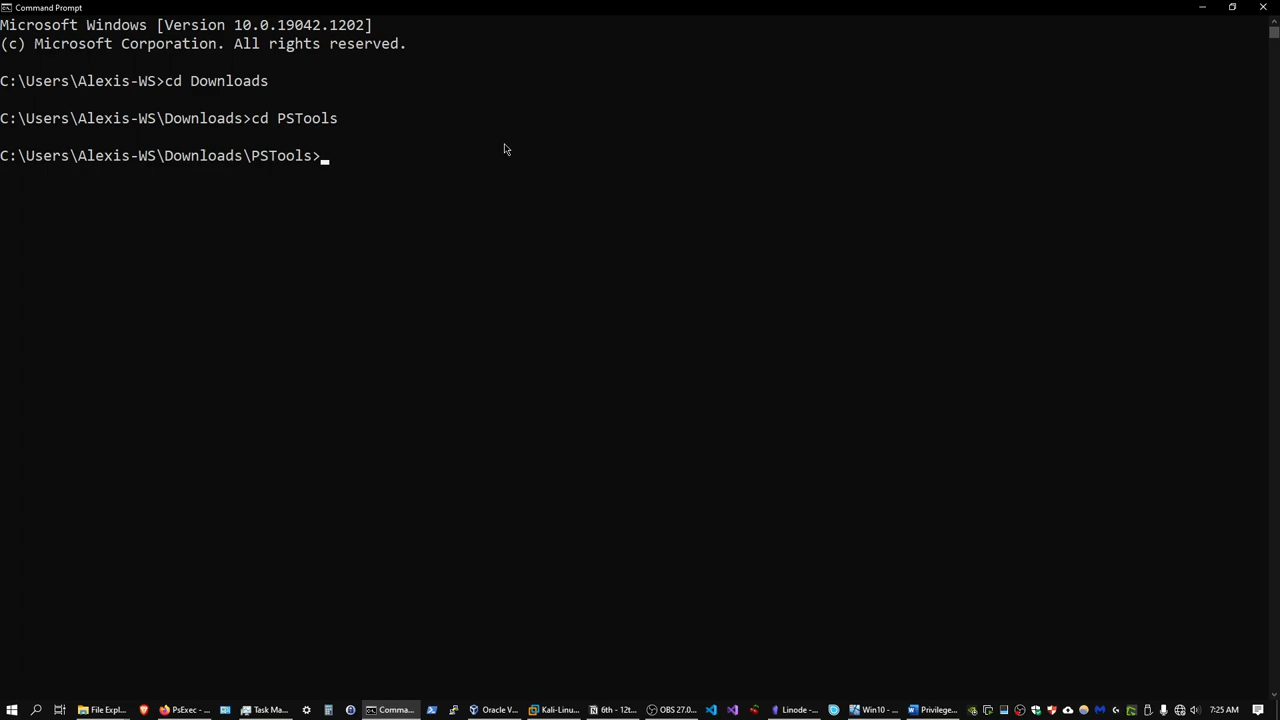 Command Prompt
Microsoft Windows [Version 10.0.19042.1202]
(c) Microsoft Corporation. All rights reserved.
C:\Users\Alexis-WS>cd Downloads
C:\Users\Alexis-WS\Downloads>cd PSTools
C:\Users\Alexis-WS\Downloads\PSTools>
File Expl... PsExec - ... Task Ma... Comma... Oracle V... Kali-Linu... 6th - 12t... OBS 27.0... Linode -... Win10 - ... Privilege... 7:25 AM